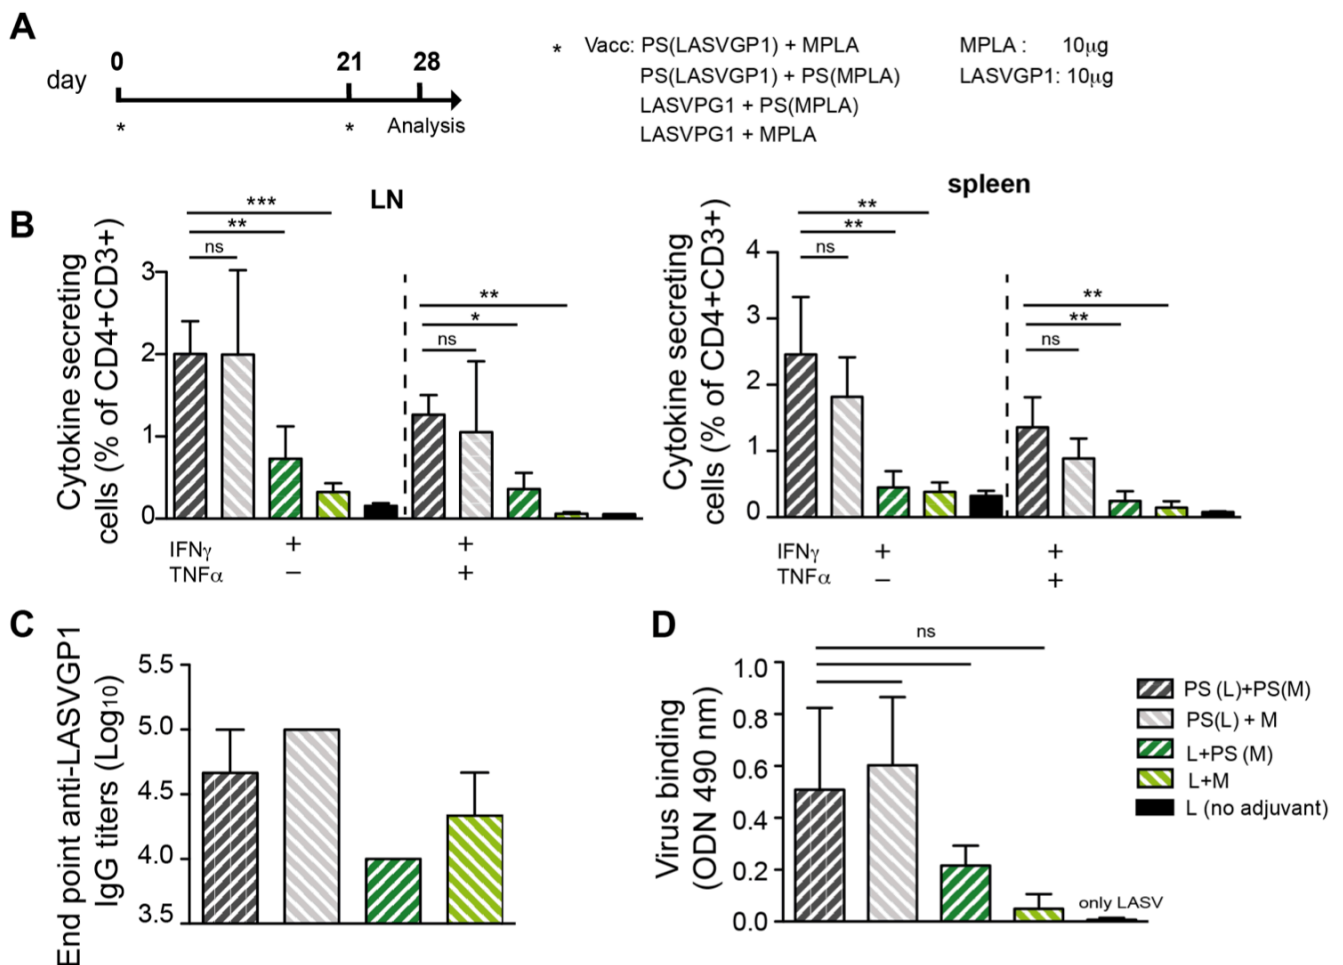 A
day
0 21 28
* * Analysis
* Vacc: PS(LASVGP1) + MPLA
PS(LASVGP1) + PS(MPLA)
LASVPG1 + PS(MPLA)
LASVPG1 + MPLA
MPLA : 10μg
LASVGP1: 10μg
B
LN
Cytokine secreting
cells (% of CD4+CD3+)
3
2
1
0
***
**
ns
**
*
ns
IFNγ + +
TNFα – +
spleen
Cytokine secreting
cells (% of CD4+CD3+)
4
3
2
1
0
**
**
ns
**
**
ns
IFNγ + +
TNFα – +
C
End point anti-LASVGP1
IgG titers (Log10)
5.5
5.0
4.5
4.0
3.5
D
Virus binding
(ODN 490 nm)
1.0
0.8
0.6
0.4
0.2
0.0
ns
only LASV
PS (L)+PS(M)
PS(L) + M
L+PS (M)
L+M
L (no adjuvant)